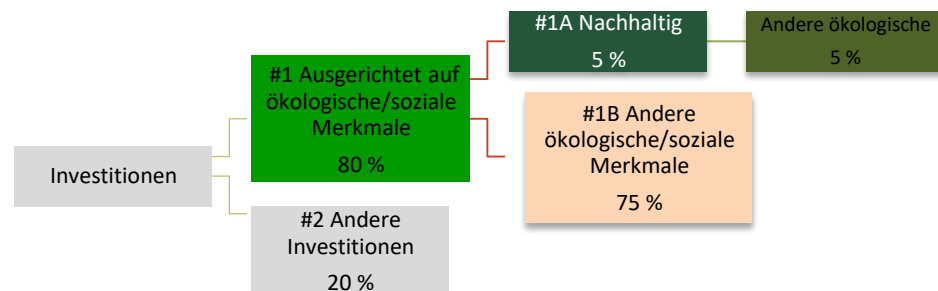 Investitionen
#1 Ausgerichtet auf
ökologische/soziale
Merkmale
80 %
#2 Andere
Investitionen
20 %
#1A Nachhaltig
5 %
#1B Andere
ökologische/soziale
Merkmale
75 %
Andere ökologische
5 %